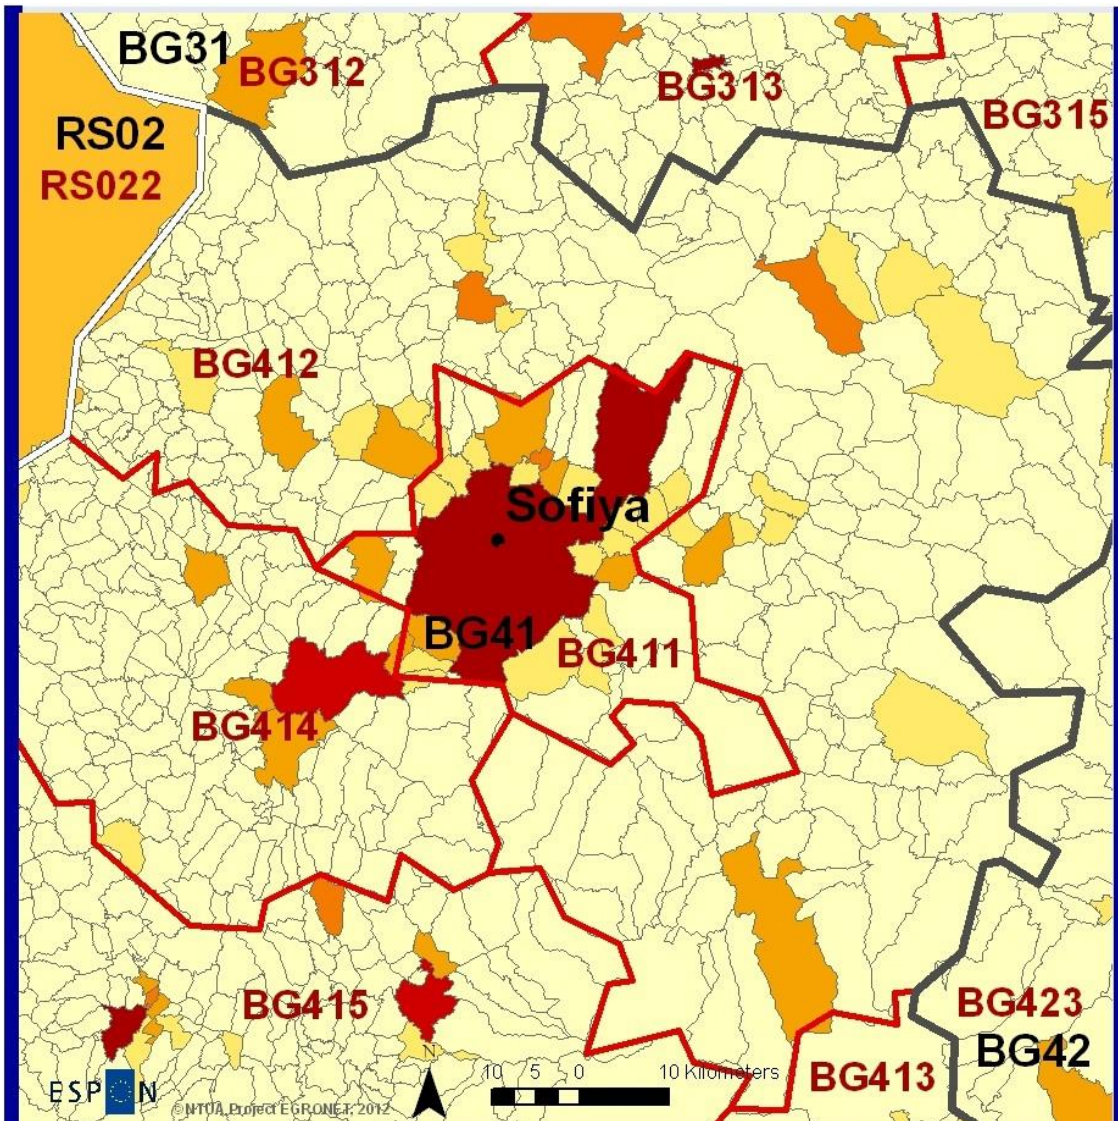 BG31
BG312
BG313
BG315
RS02
RS022
BG412
Sofiya
BG41
BG411
BG414
BG415
BG423
BG42
BG413
N
10 5 0 10 Kilometers
ESP N
©NTUA, Project EGRONET, 2012